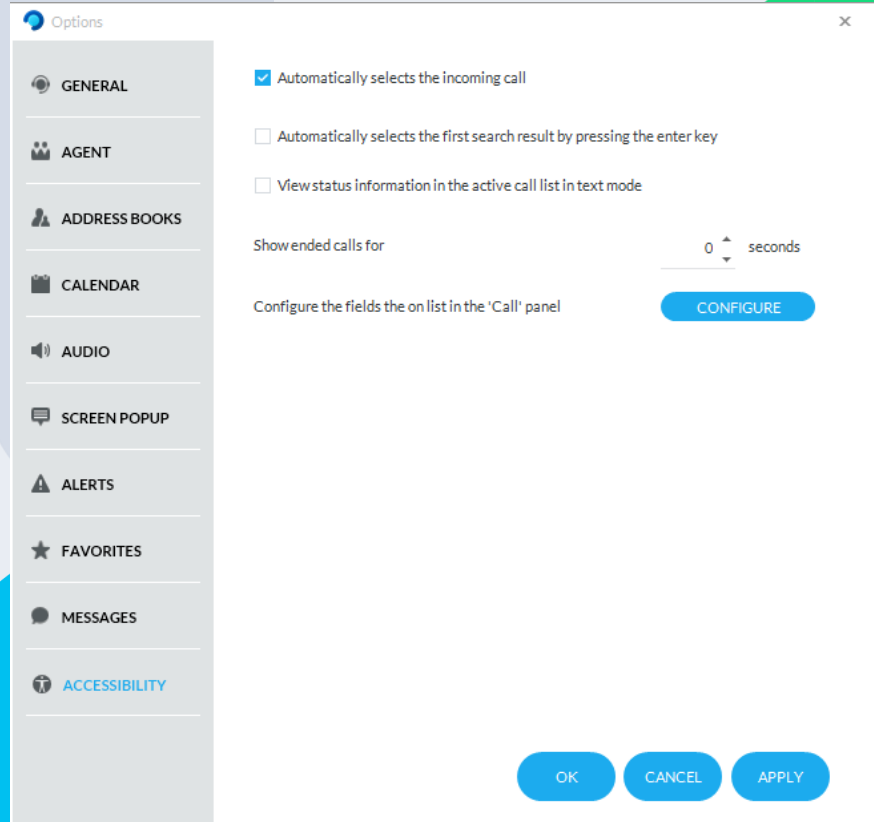 Options
GENERAL
AGENT
ADDRESS BOOKS
CALENDAR
AUDIO
SCREEN POPUP
ALERTS
FAVORITES
MESSAGES
ACCESSIBILITY
Automatically selects the incoming call
Automatically selects the first search result by pressing the enter key
View status information in the active call list in text mode
Show ended calls for 0 seconds
Configure the fields the on list in the 'Call' panel CONFIGURE
OK CANCEL APPLY